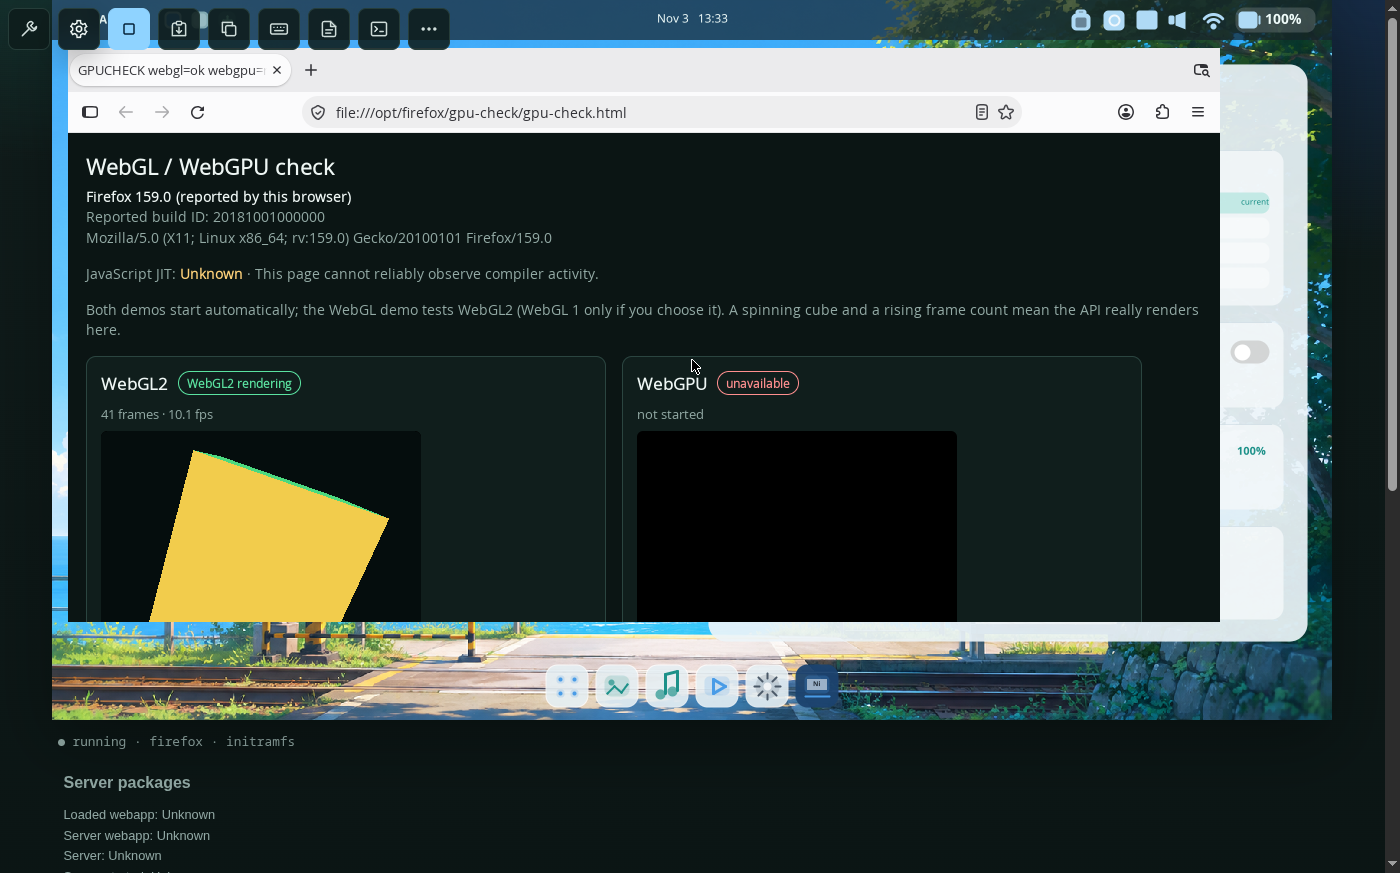 Nov 3 13:33
100%
GPUCHECK webgl=ok webgpu=
file:///opt/firefox/gpu-check/gpu-check.html
WebGL / WebGPU check
Firefox 159.0 (reported by this browser)
Reported build ID: 20181001000000
Mozilla/5.0 (X11; Linux x86_64; rv:159.0) Gecko/20100101 Firefox/159.0
JavaScript JIT: Unknown · This page cannot reliably observe compiler activity.
Both demos start automatically; the WebGL demo tests WebGL2 (WebGL 1 only if you choose it). A spinning cube and a rising frame count mean the API really renders
here.
WebGL2 WebGL2 rendering
41 frames · 10.1 fps
WebGPU unavailable
not started
current
100%
Ni
● running · firefox · initramfs
Server packages
Loaded webapp: Unknown
Server webapp: Unknown
Server: Unknown